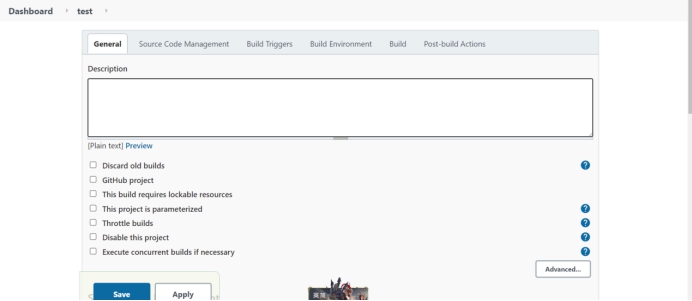 Dashboard › test ›
General Source Code Management Build Triggers Build Environment Build Post-build Actions
Description
[Plain text] Preview
Discard old builds ?
GitHub project
This build requires lockable resources
This project is parameterized ?
Throttle builds ?
Disable this project ?
Execute concurrent builds if necessary ?
Advanced...
Save Apply